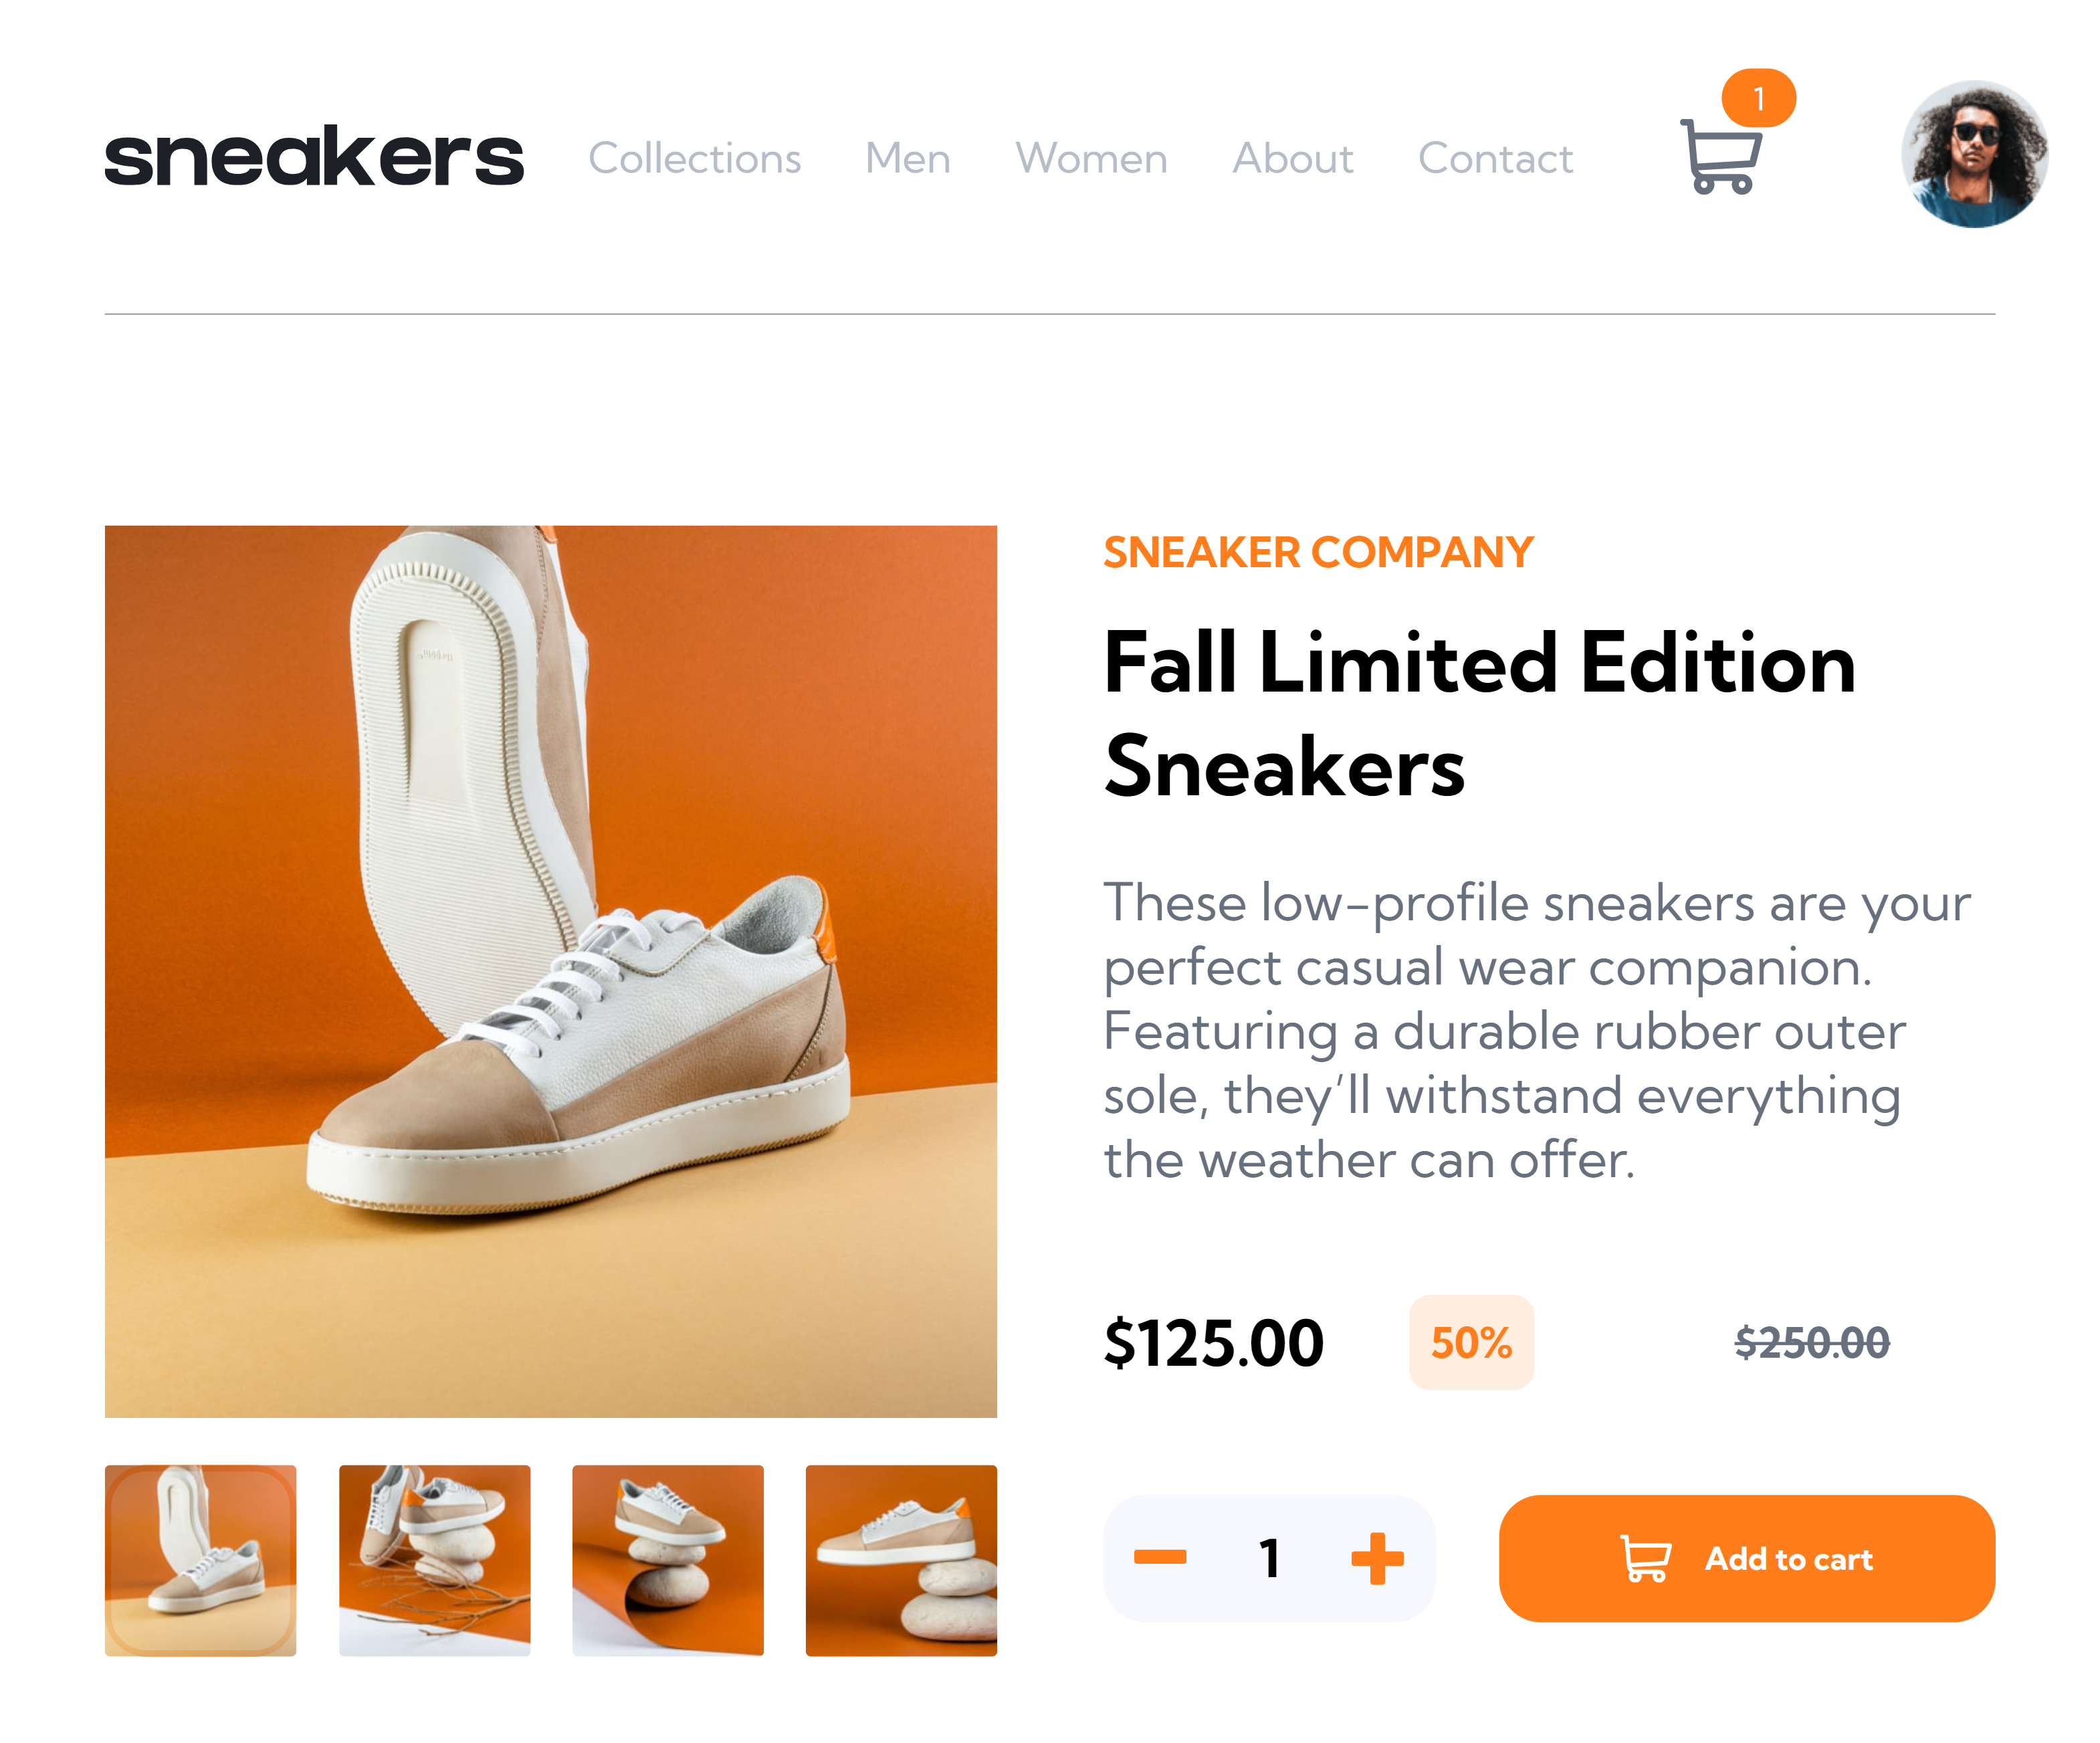 sneakers Collections Men Women About Contact 1
SNEAKER COMPANY
Fall Limited Edition
Sneakers
These low-profile sneakers are your
perfect casual wear companion.
Featuring a durable rubber outer
sole, they’ll withstand everything
the weather can offer.
$125.00 50% $250.00
1 Add to cart